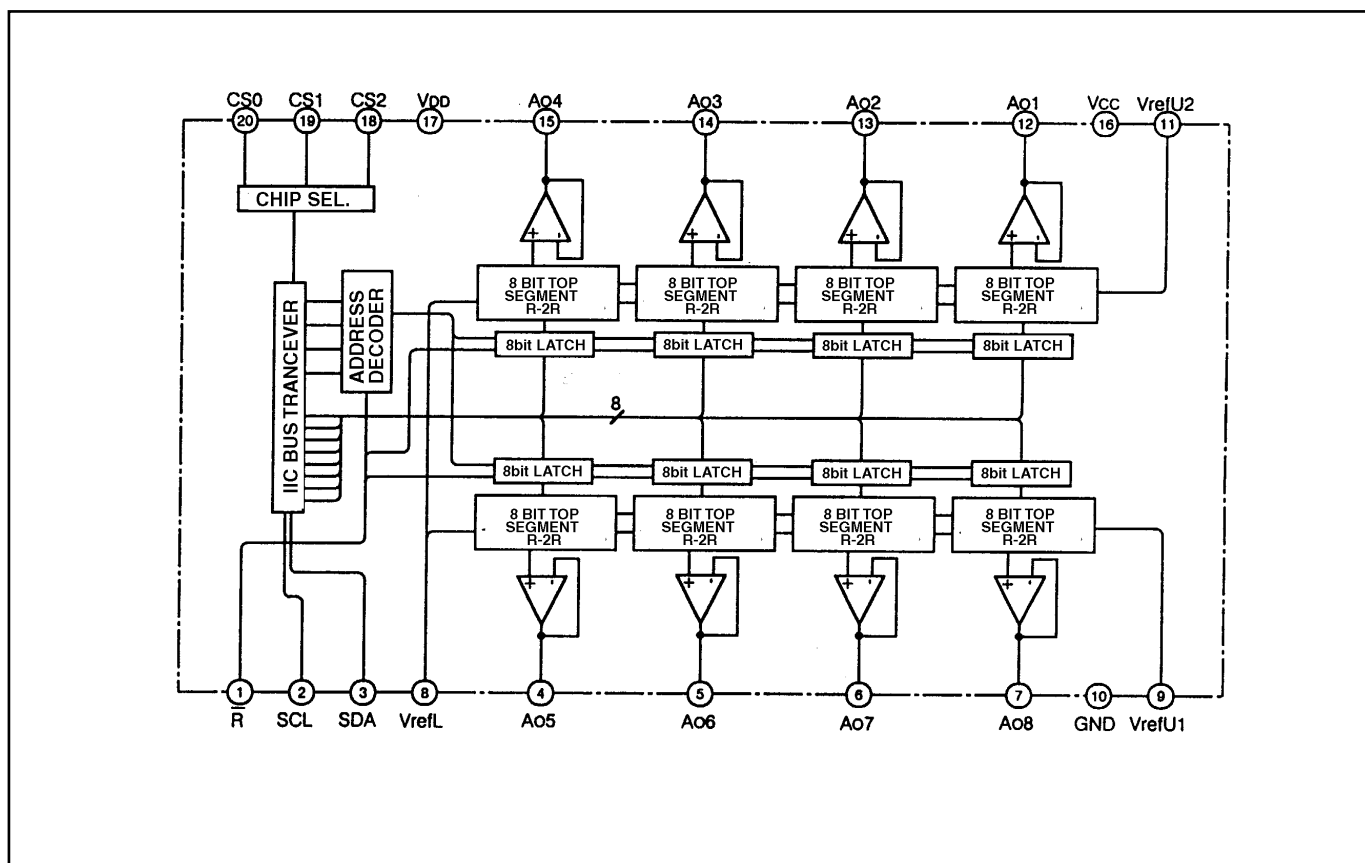 CS0 CS1 CS2 VDD Ao4 Ao3 Ao2 Ao1 VCC VrefU2
20 19 18 17 15 14 13 12 16 11
CHIP SEL.
+ - + - + - + -
IIC BUS TRANCEVER
ADDRESS
DECODER
8 BIT TOP
SEGMENT
R-2R
8 BIT TOP
SEGMENT
R-2R
8 BIT TOP
SEGMENT
R-2R
8 BIT TOP
SEGMENT
R-2R
8bit LATCH 8bit LATCH 8bit LATCH 8bit LATCH
8
8bit LATCH 8bit LATCH 8bit LATCH 8bit LATCH
8 BIT TOP
SEGMENT
R-2R
8 BIT TOP
SEGMENT
R-2R
8 BIT TOP
SEGMENT
R-2R
8 BIT TOP
SEGMENT
R-2R
+ - + - + - + -
1 2 3 8 4 5 6 7 10 9
R̅ SCL SDA VrefL Ao5 Ao6 Ao7 Ao8 GND VrefU1